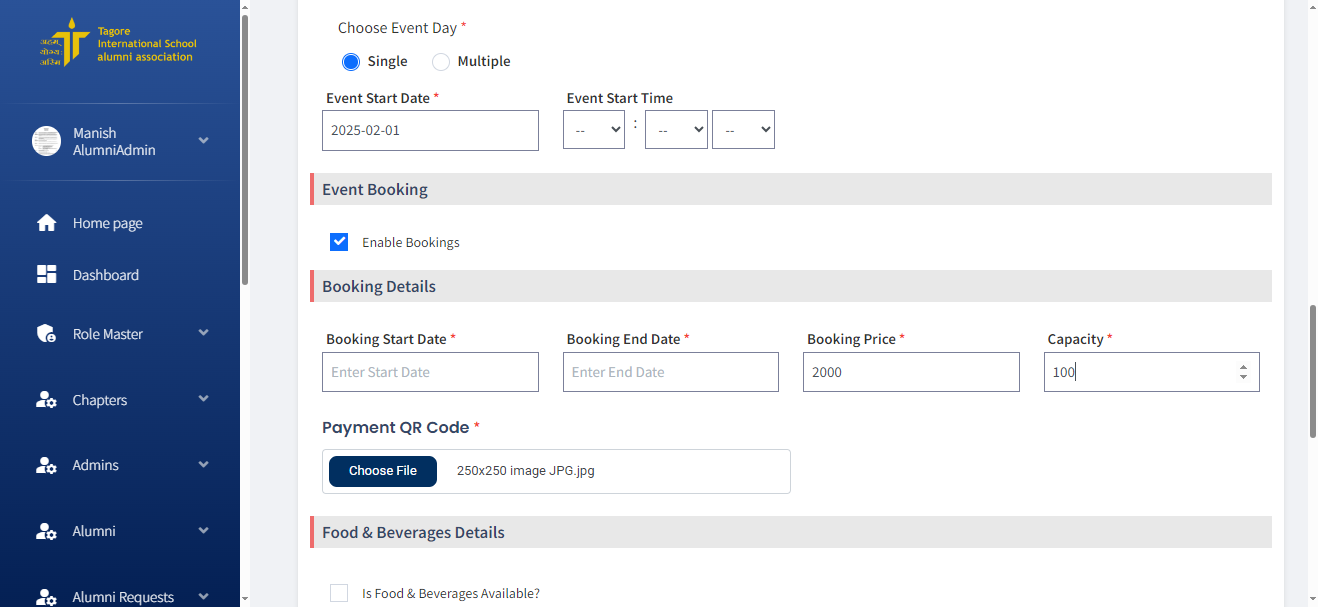 अहम्
योग्यः
अस्मि
Tagore
International School
alumni association
Manish
AlumniAdmin
Home page
Dashboard
Role Master
Chapters
Admins
Alumni
Alumni Requests
Choose Event Day *
Single
Multiple
Event Start Date *
Event Start Time
2025-02-01
--
:
--
--
Event Booking
Enable Bookings
Booking Details
Booking Start Date *
Booking End Date *
Booking Price *
Capacity *
Enter Start Date
Enter End Date
2000
100
Payment QR Code *
Choose File
250x250 image JPG.jpg
Food & Beverages Details
Is Food & Beverages Available?